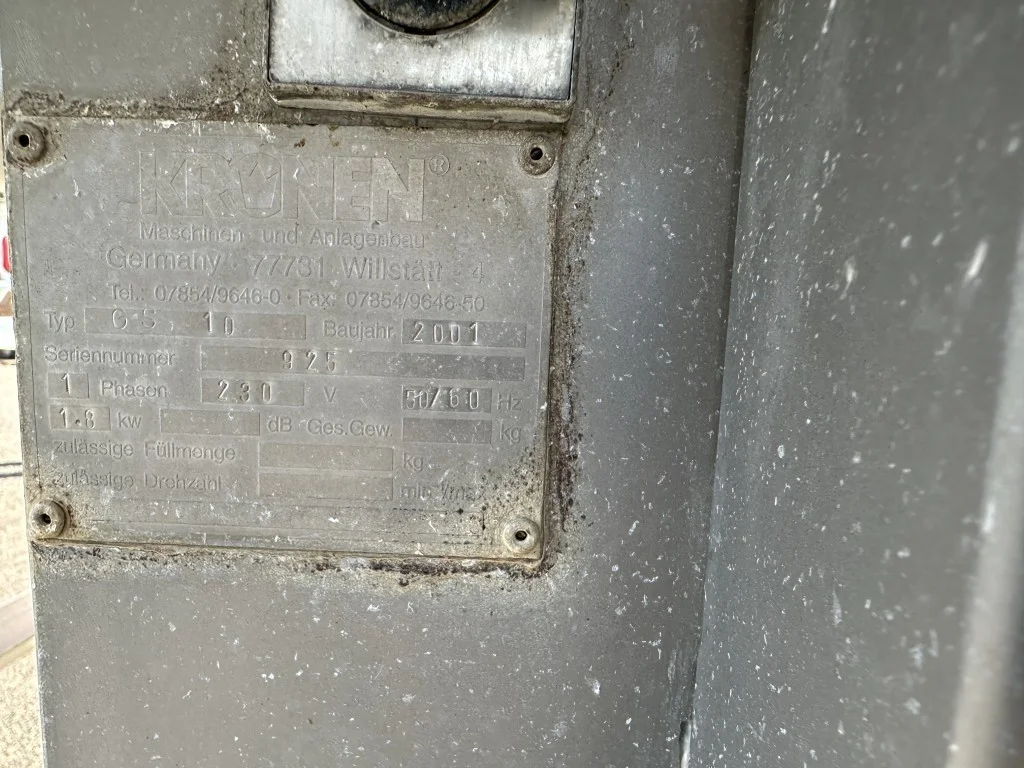 KRONEN®
Maschinen und Anlagenbau
Germany 77731 Willstätt 4
Tel.: 07854/9646-0 · Fax: 07854/9646-50
Typ GS 10 Baujahr 2001
Seriennummer 925
1 Phasen 230 V 50/60 Hz
1.8 kw dB Ges.Gew. kg
zulässige Füllmenge kg
zulässige Drehzahl min⁻¹/max